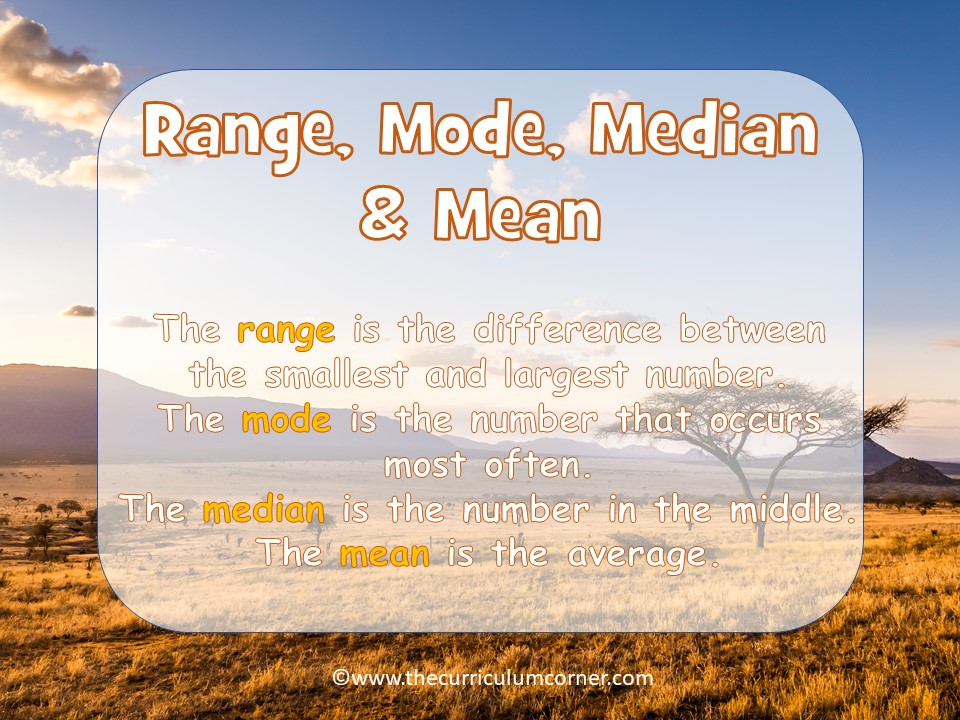 Range, Mode, Median
& Mean
The range is the difference between
the smallest and largest number.
The mode is the number that occurs
most often.
The median is the number in the middle.
The mean is the average.
©www.thecurriculumcorner.com